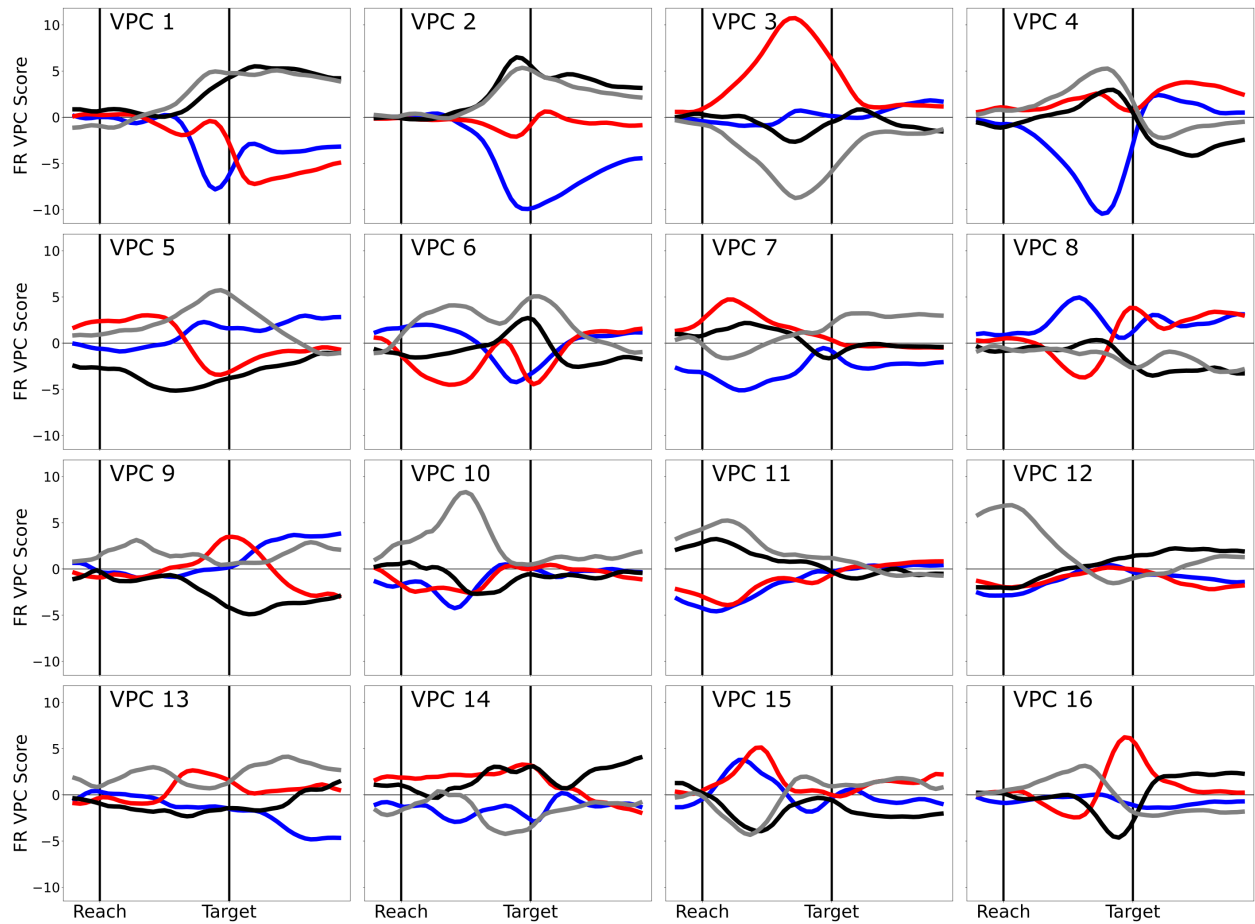 VPC 1 VPC 2 VPC 3 VPC 4
10
5
0
−5
−10
FR VPC Score
VPC 5 VPC 6 VPC 7 VPC 8
10
5
0
−5
−10
FR VPC Score
VPC 9 VPC 10 VPC 11 VPC 12
10
5
0
−5
−10
FR VPC Score
VPC 13 VPC 14 VPC 15 VPC 16
10
5
0
−5
−10
FR VPC Score
Reach Target Reach Target Reach Target Reach Target